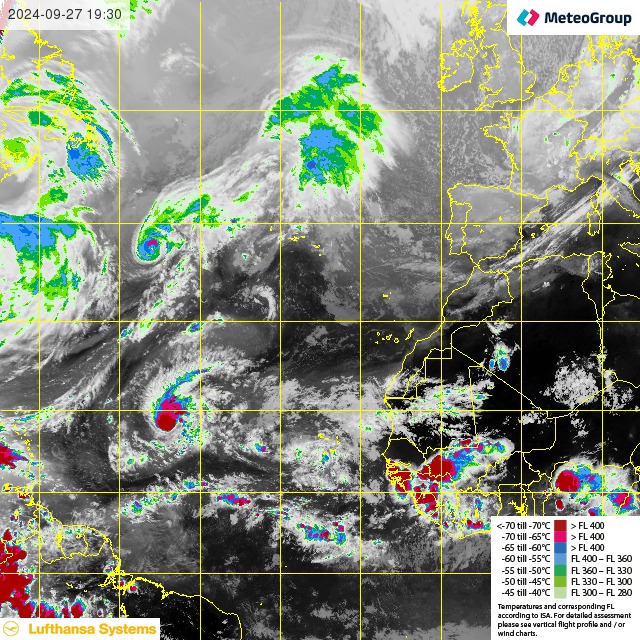 2024-09-27 19:30
MeteoGroup
<-70 till -70°C > FL 400
-70 till -65°C > FL 400
-65 till -60°C > FL 400
-60 till -55°C FL 400 – FL 360
-55 till -50°C FL 360 – FL 330
-50 till -45°C FL 330 – FL 300
-45 till -40°C FL 300 – FL 280
Temperatures and corresponding FL
according to ISA. For detailed assessment
please see vertical flight profile and / or
wind charts.
Lufthansa Systems